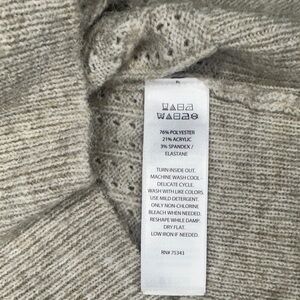 76% POLYESTER
21% ACRYLIC
3% SPANDEX /
ELASTANE
TURN INSIDE OUT.
MACHINE WASH COOL -
DELICATE CYCLE.
WASH WITH LIKE COLORS.
USE MILD DETERGENT.
ONLY NON-CHLORINE
BLEACH WHEN NEEDED.
RESHAPE WHILE DAMP.
DRY FLAT.
LOW IRON IF NEEDED.
RN# 75343